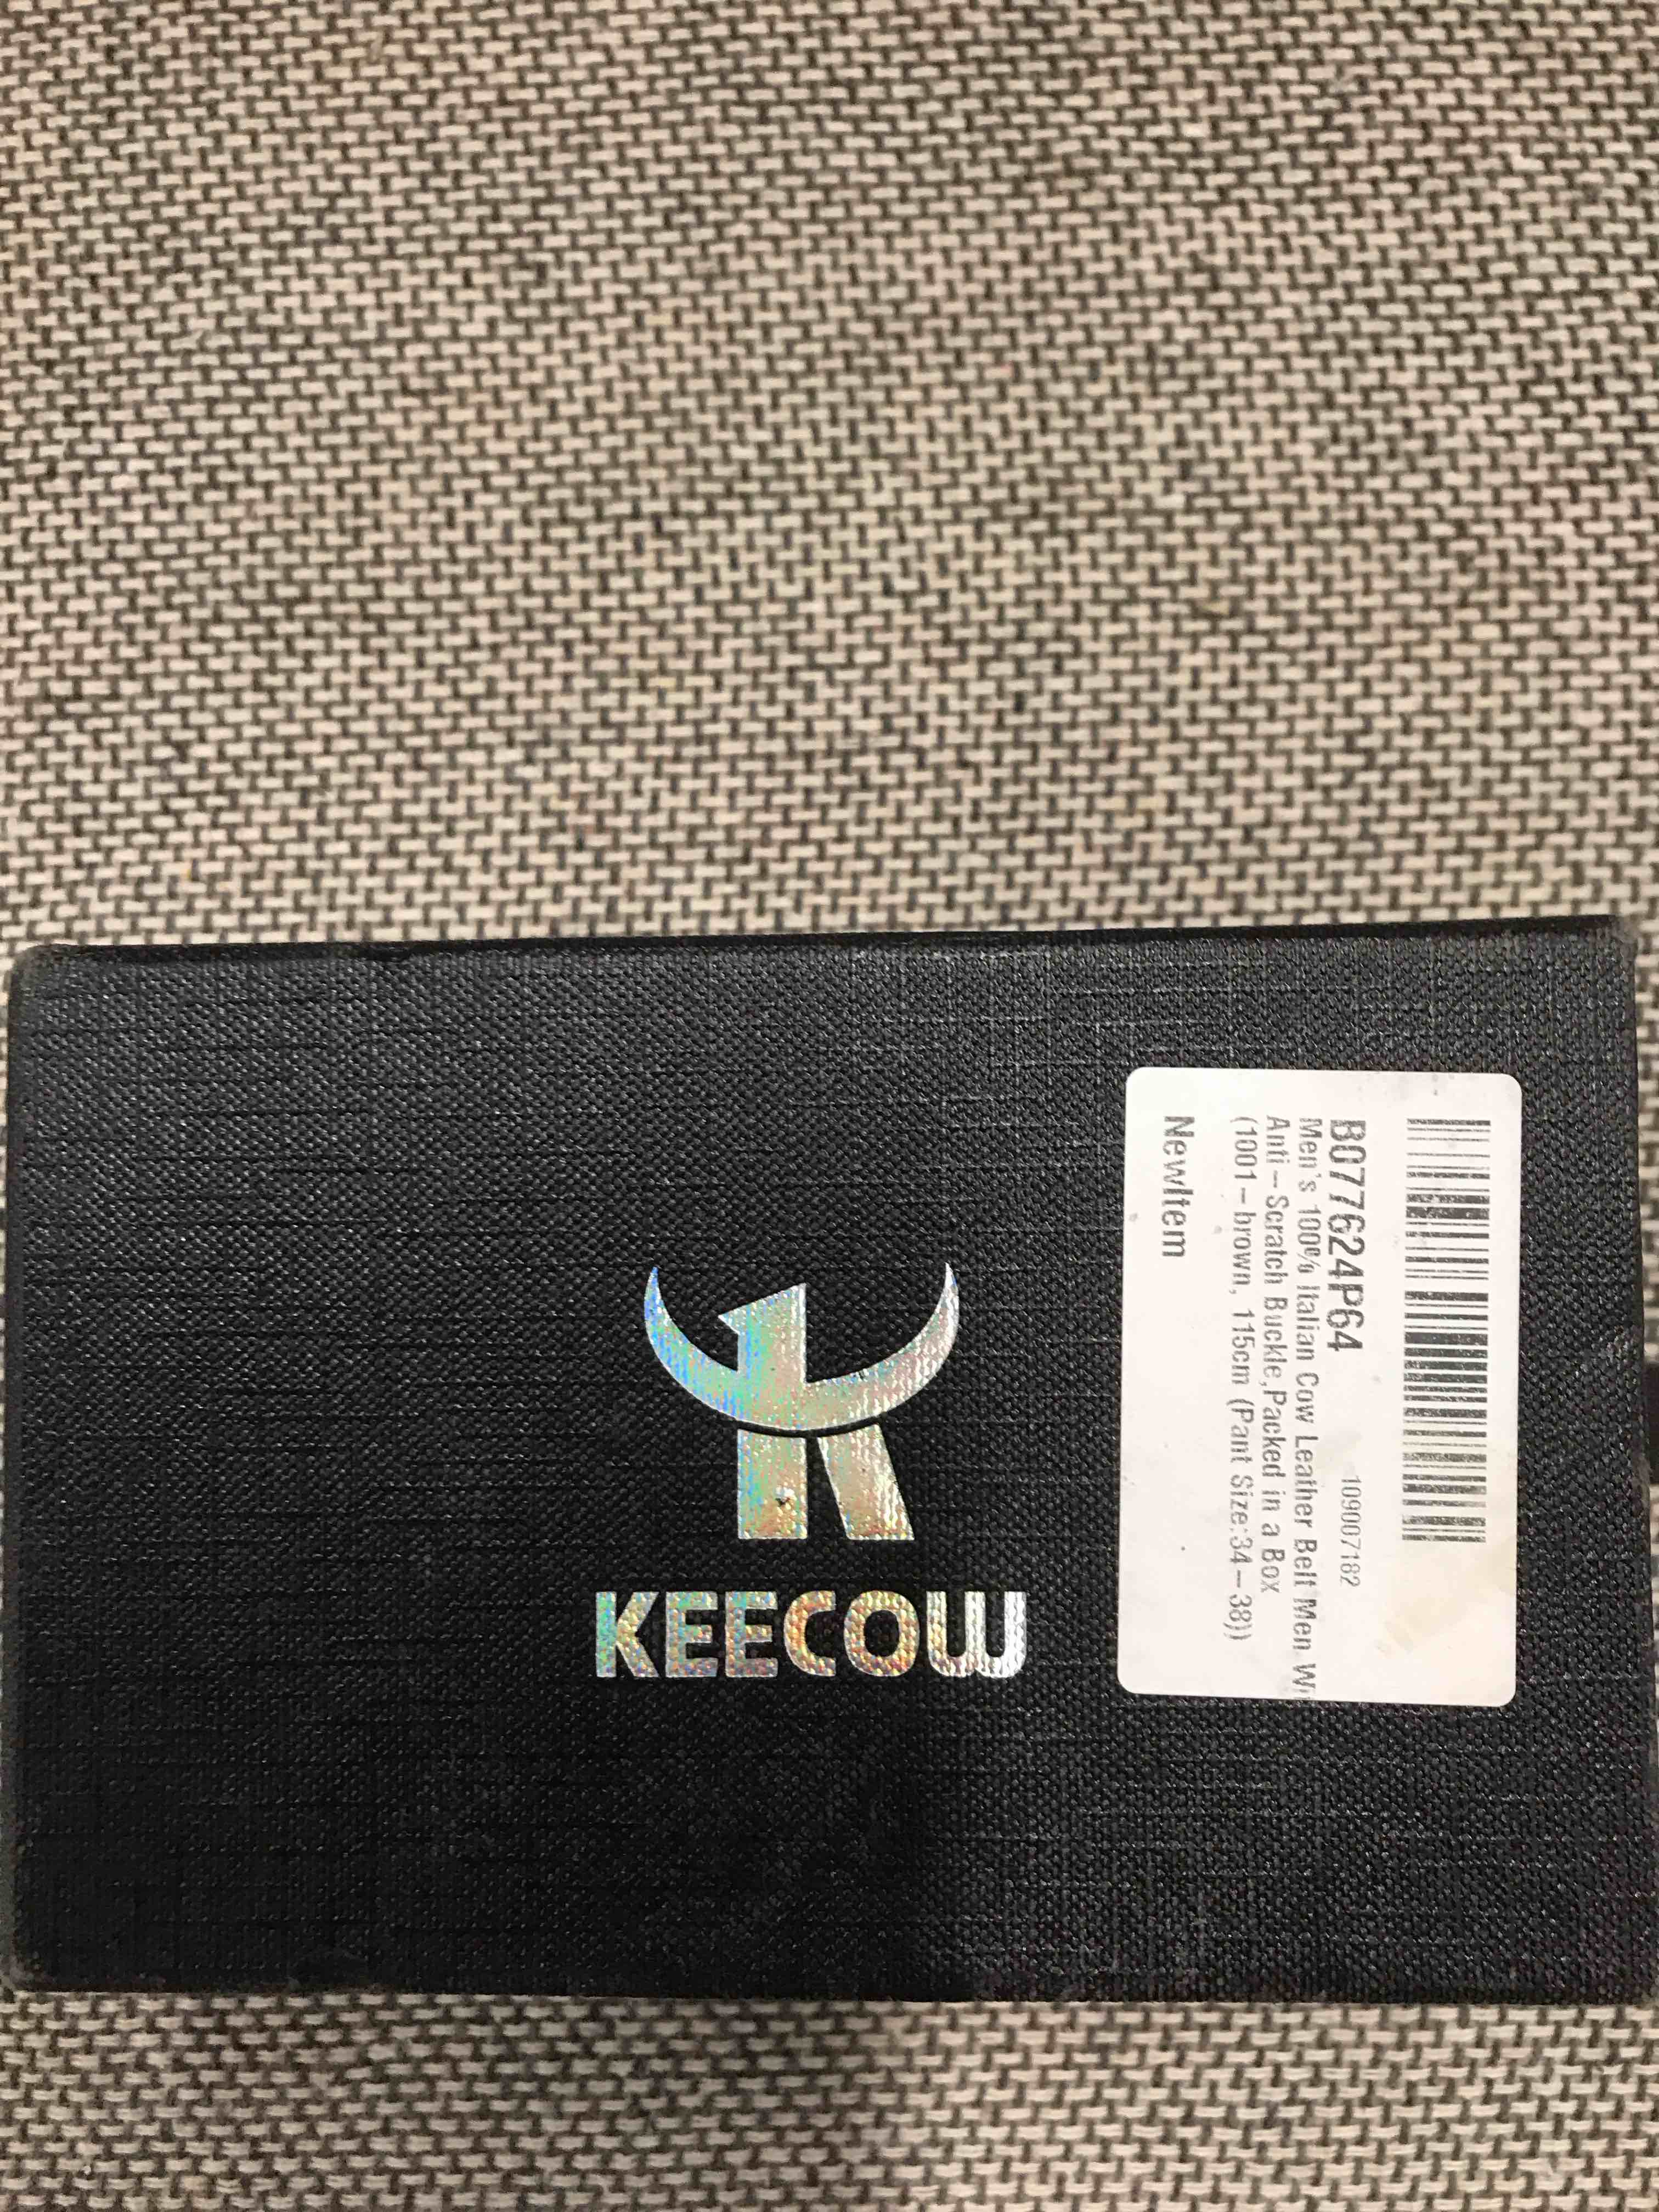 KEECOW
B077624P64 109007182
Men's 100% Italian Cow Leather Belt Men
Anti-Scratch Buckle,Packed in a Box
(1001-brown, 115cm (Pant Size:34-38))
NewItem